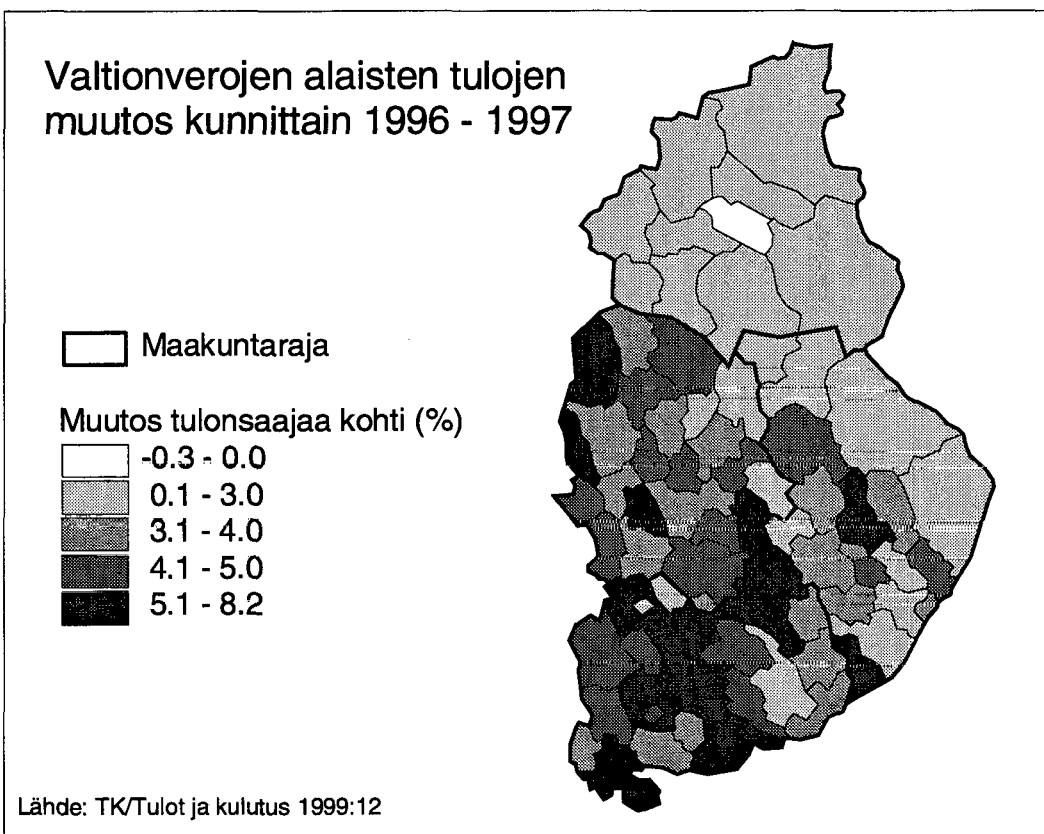 Valtionverojen alaisten tulojen
muutos kunnittain 1996 - 1997
Maakuntaraja
Muutos tulonsaajaa kohti (%)
-0.3 - 0.0
0.1 - 3.0
3.1 - 4.0
4.1 - 5.0
5.1 - 8.2
Lähde: TK/Tulot ja kulutus 1999:12